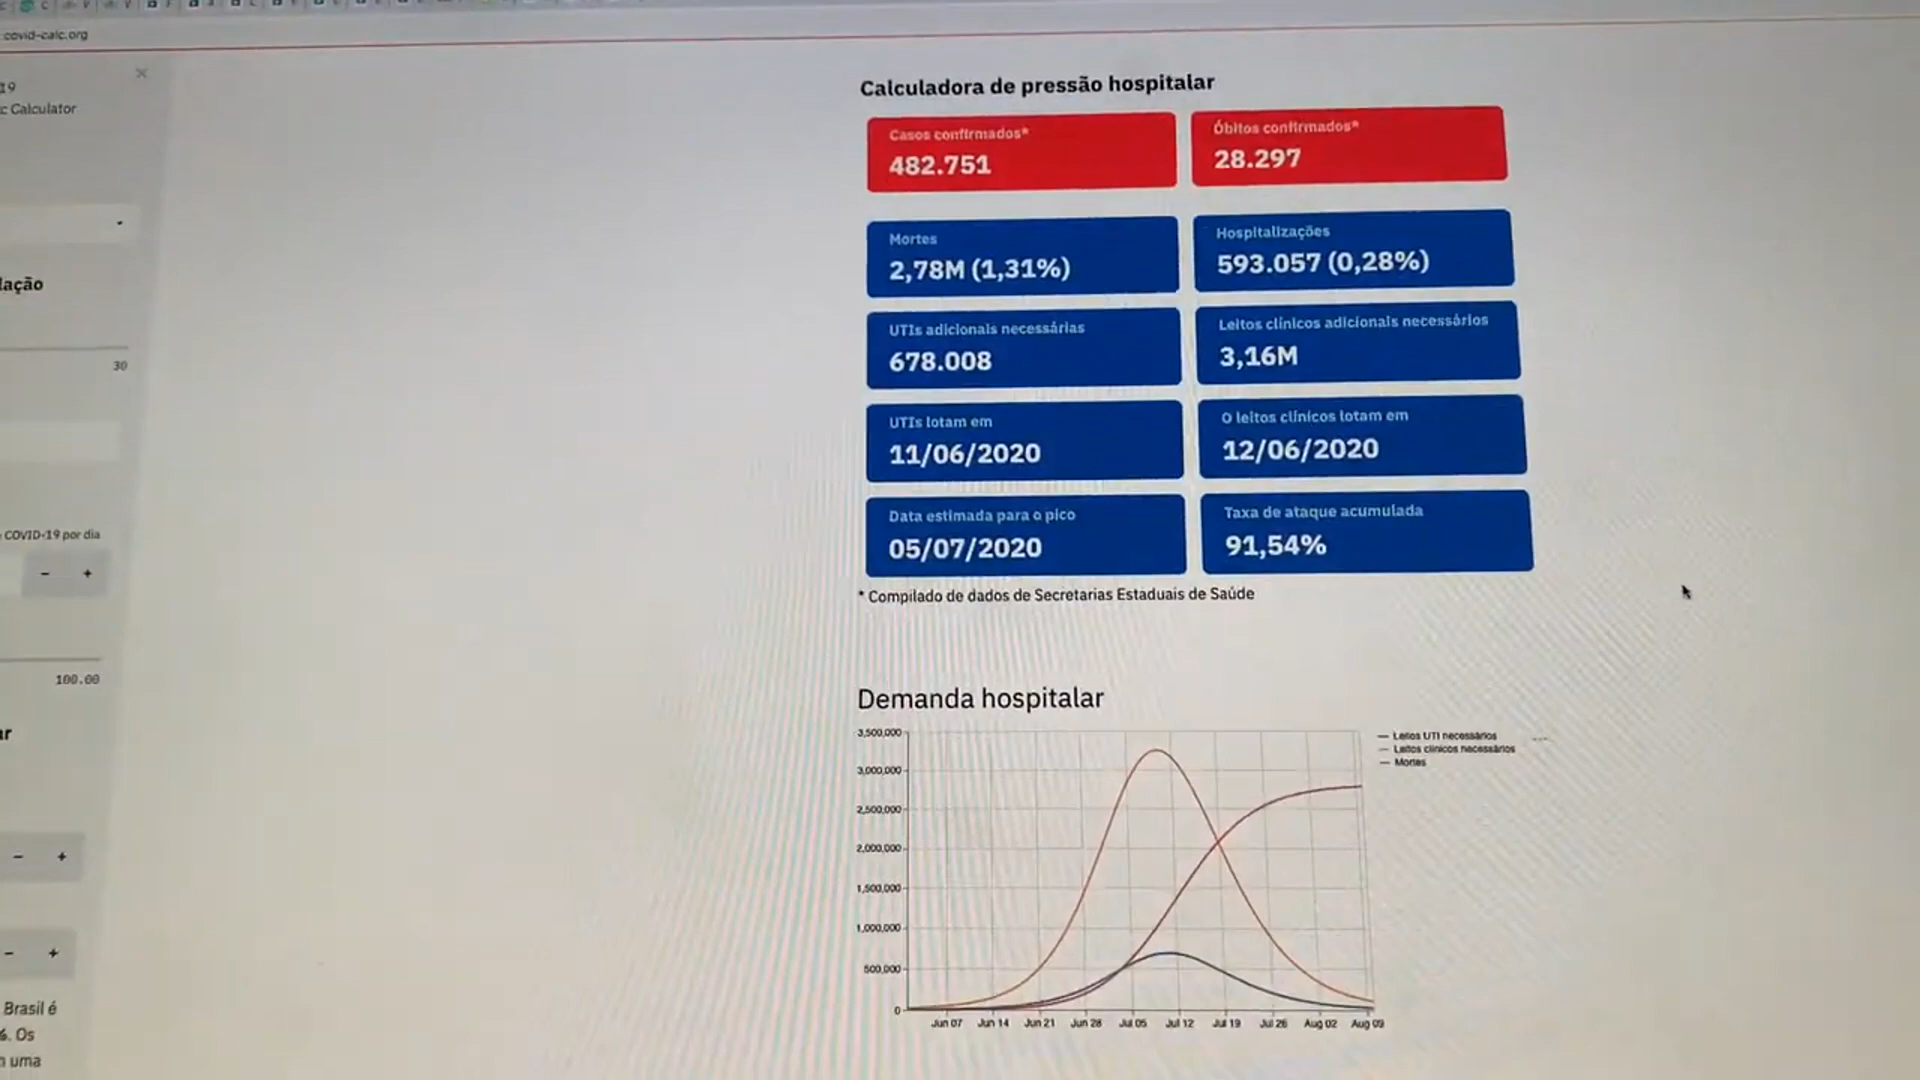 covid-calc.org
19
c Calculator
lação
30
COVID-19 por dia
- +
100.00
ar
- +
- +
Brasil é
%. Os
uma
Calculadora de pressão hospitalar
Casos confirmados*
482.751
Óbitos confirmados*
28.297
Mortes
2,78M (1,31%)
Hospitalizações
593.057 (0,28%)
UTIs adicionais necessárias
678.008
Leitos clínicos adicionais necessários
3,16M
UTIs lotam em
11/06/2020
O leitos clínicos lotam em
12/06/2020
Data estimada para o pico
05/07/2020
Taxa de ataque acumulada
91,54%
* Compilado de dados de Secretarias Estaduais de Saúde
Demanda hospitalar
3,500,000
3,000,000
2,500,000
2,000,000
1,500,000
1,000,000
500,000
0
Jun 07 Jun 14 Jun 21 Jun 28 Jul 05 Jul 12 Jul 19 Jul 26 Aug 02 Aug 09
Leitos UTI necessários
Leitos clínicos necessários
Mortes